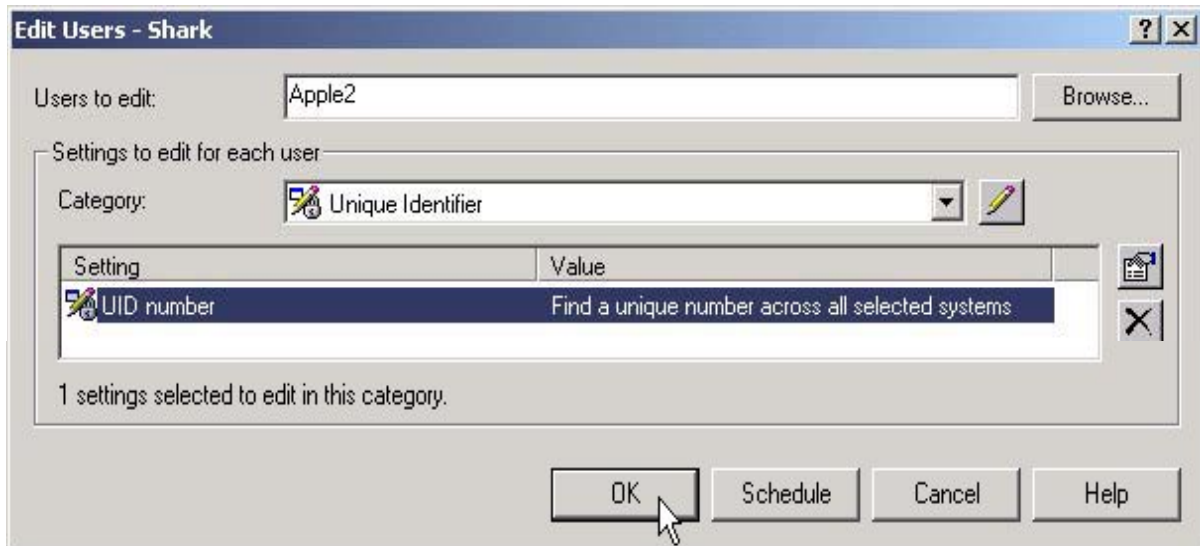 Edit Users - Shark
Users to edit: Apple2 Browse...
Settings to edit for each user
Category: Unique Identifier
Setting Value
UID number Find a unique number across all selected systems
1 settings selected to edit in this category.
OK Schedule Cancel Help